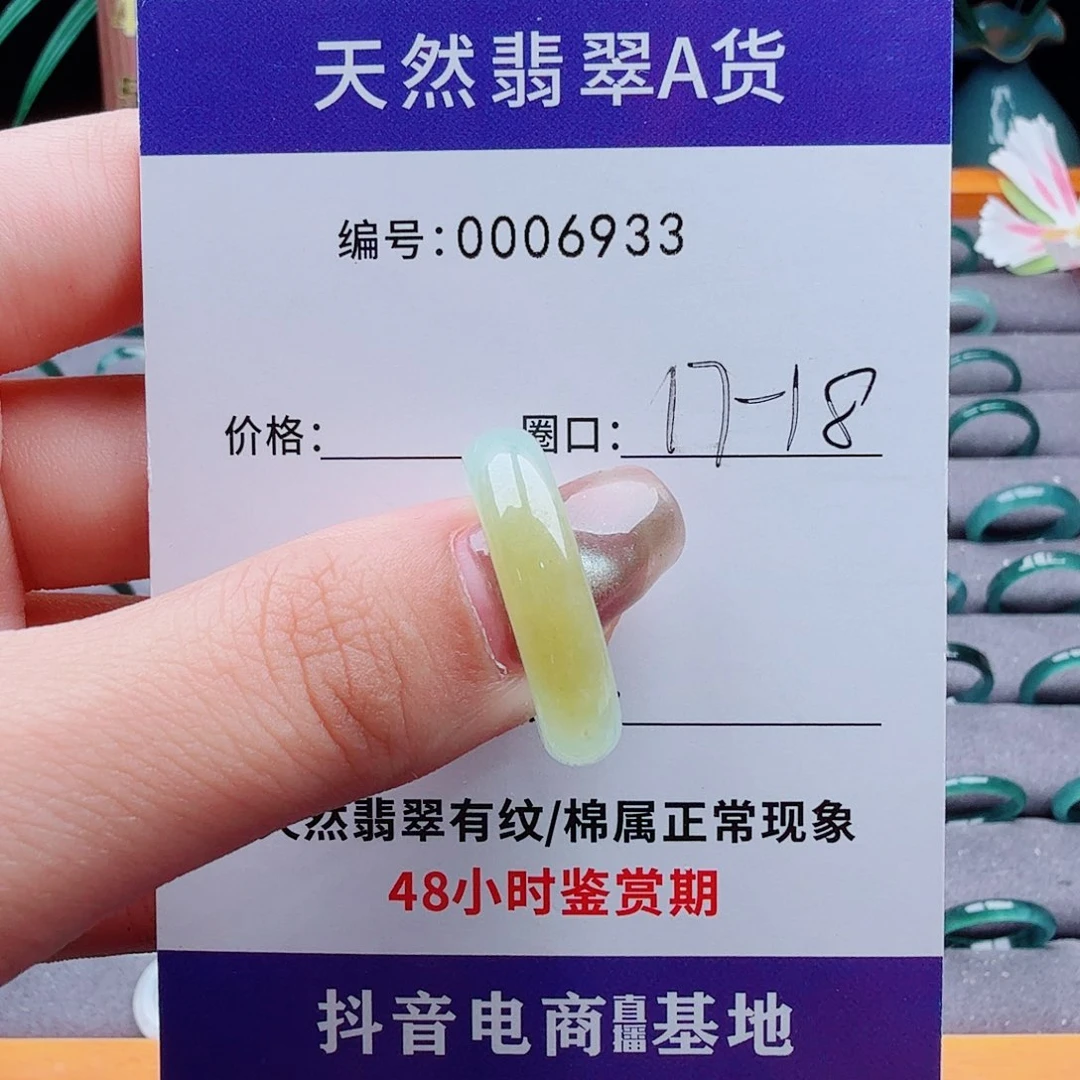 天然翡翠A货
编号：0006933
价格： 圈口： 17-18
然翡翠有纹/棉属正常现象
48小时鉴赏期
抖音电商直播基地